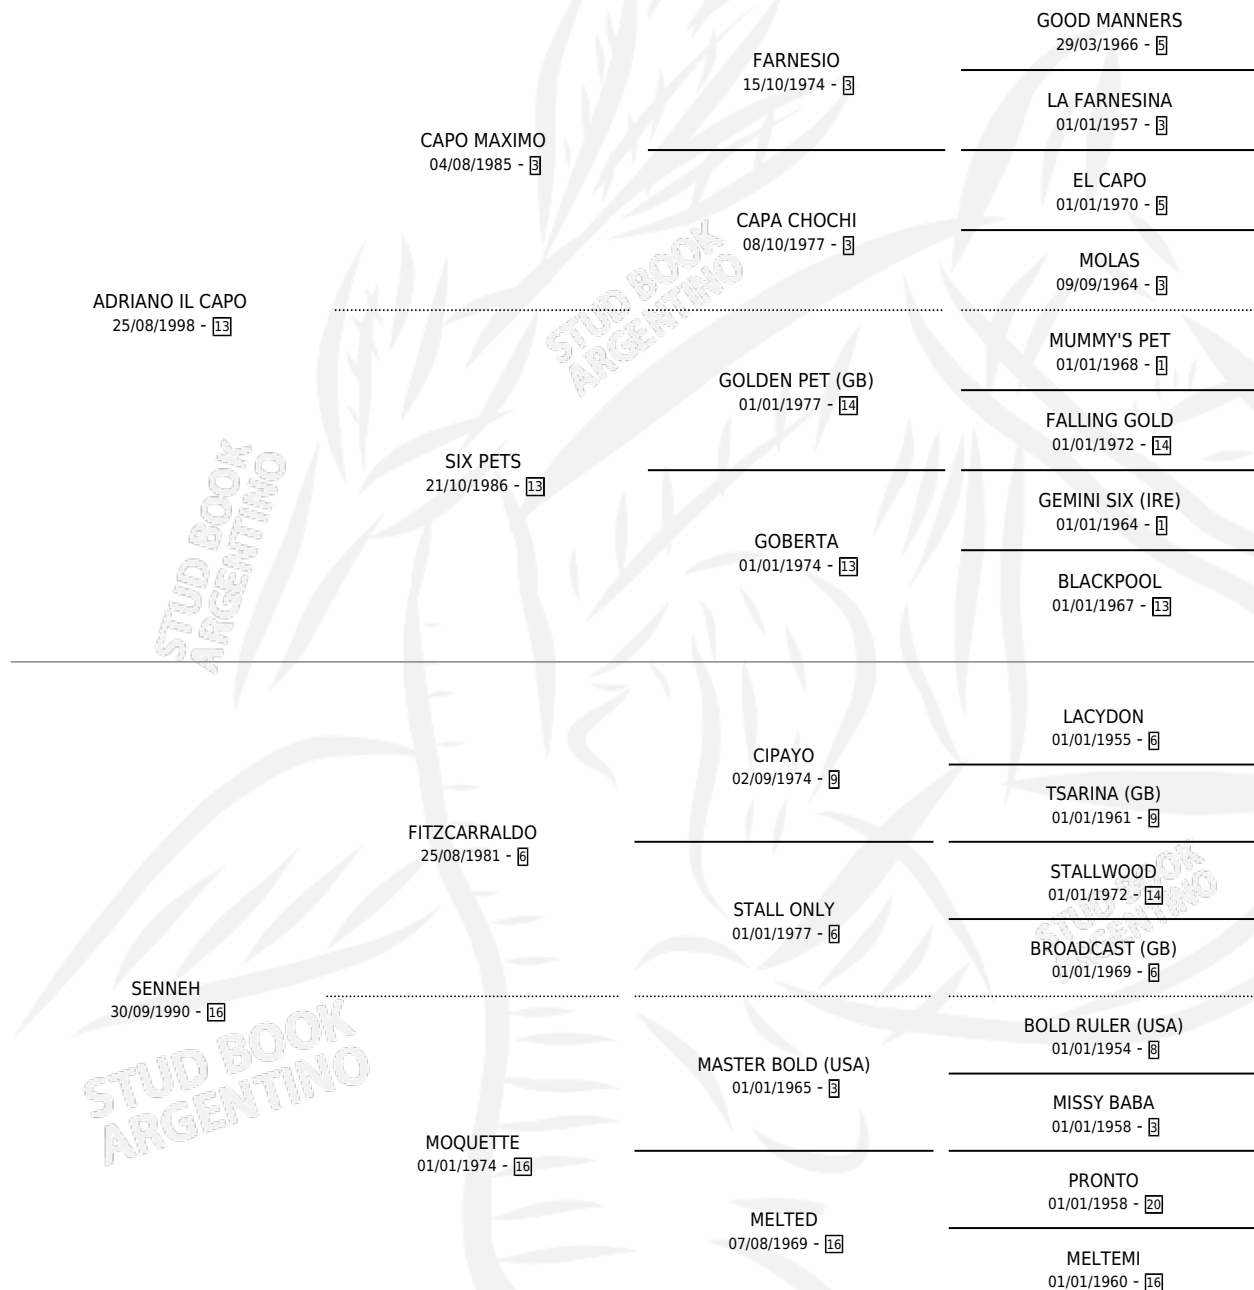 GOOD MANNERS
29/03/1966 - 5
FARNESIO
15/10/1974 - 3
LA FARNESINA
01/01/1957 - 3
CAPO MAXIMO
04/08/1985 - 3
EL CAPO
01/01/1970 - 5
CAPA CHOCHI
08/10/1977 - 3
MOLAS
09/09/1964 - 3
ADRIANO IL CAPO
25/08/1998 - 13
STUD BOOK
ARGENTINO
MUMMY'S PET
01/01/1968 - 1
GOLDEN PET (GB)
01/01/1977 - 14
FALLING GOLD
01/01/1972 - 14
SIX PETS
21/10/1986 - 13
GEMINI SIX (IRE)
01/01/1964 - 1
GOBERTA
01/01/1974 - 13
BLACKPOOL
01/01/1967 - 13
STUD BOOK
ARGENTINO
LACYDON
01/01/1955 - 6
CIPAYO
02/09/1974 - 9
TSARINA (GB)
01/01/1961 - 9
FITZCARRALDO
25/08/1981 - 6
STALLWOOD
01/01/1972 - 14
STUD BOOK
ARGENTINO
STALL ONLY
01/01/1977 - 6
BROADCAST (GB)
01/01/1969 - 6
SENNEH
30/09/1990 - 16
STUD BOOK
ARGENTINO
BOLD RULER (USA)
01/01/1954 - 8
MASTER BOLD (USA)
01/01/1965 - 3
MISSY BABA
01/01/1958 - 3
MOQUETTE
01/01/1974 - 16
PRONTO
01/01/1958 - 20
MELTED
07/08/1969 - 16
MELTEMI
01/01/1960 - 16